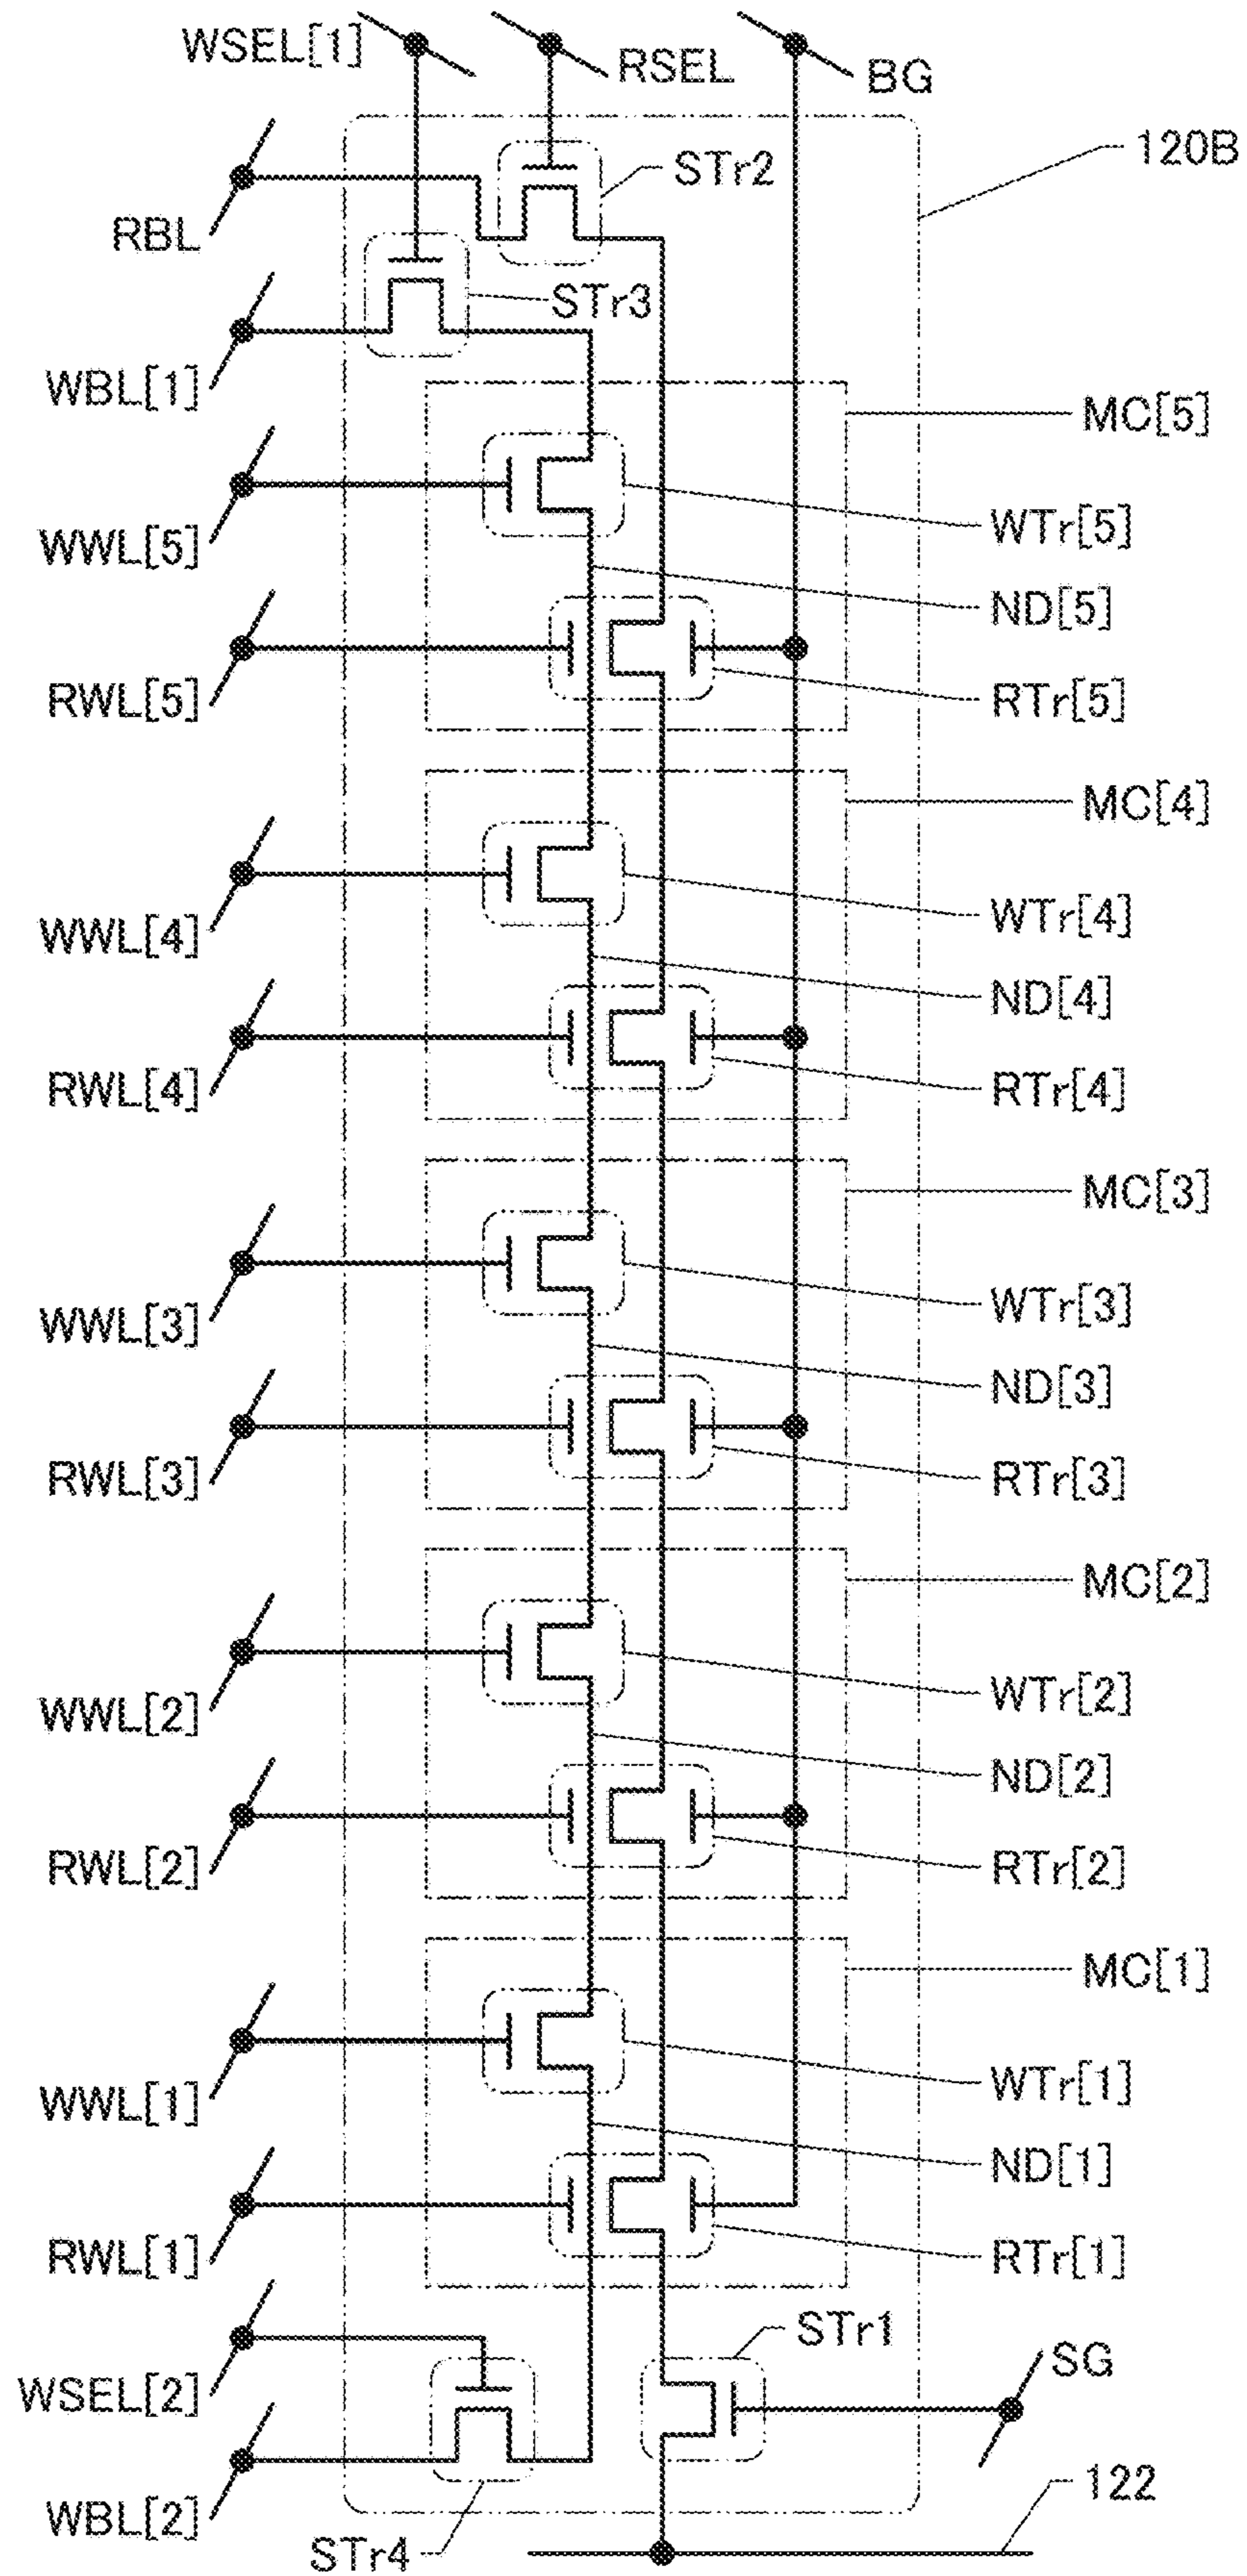 WSEL[1]
RSEL
BG
120B
STr2
RBL
STr3
WBL[1]
MC[5]
WWL[5]
WTr[5]
ND[5]
RWL[5]
RTr[5]
MC[4]
WWL[4]
WTr[4]
ND[4]
RWL[4]
RTr[4]
MC[3]
WWL[3]
WTr[3]
ND[3]
RWL[3]
RTr[3]
MC[2]
WWL[2]
WTr[2]
ND[2]
RWL[2]
RTr[2]
MC[1]
WWL[1]
WTr[1]
ND[1]
RWL[1]
RTr[1]
STr1
SG
WSEL[2]
122
WBL[2]
STr4